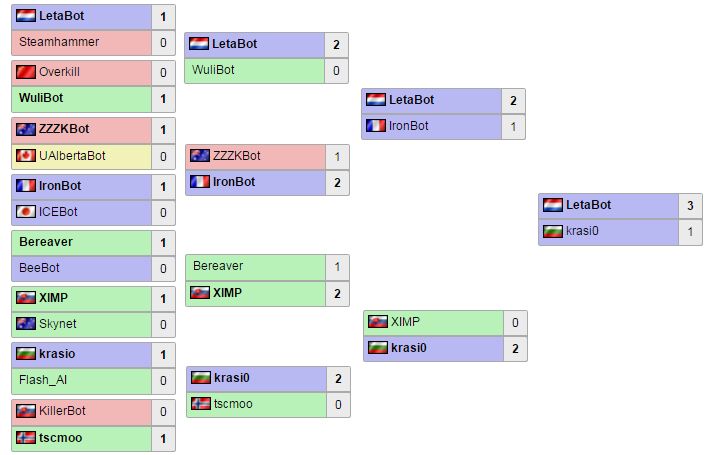 LetaBot 1
Steamhammer 0
Overkill 0
WuliBot 1
ZZZKBot 1
UAlbertaBot 0
IronBot 1
ICEBot 0
Bereaver 1
BeeBot 0
XIMP 1
Skynet 0
krasio 1
Flash_AI 0
KillerBot 0
tscmoo 1
LetaBot 2
WuliBot 0
ZZZKBot 1
IronBot 2
Bereaver 1
XIMP 2
krasi0 2
tscmoo 0
LetaBot 2
IronBot 1
XIMP 0
krasi0 2
LetaBot 3
krasi0 1